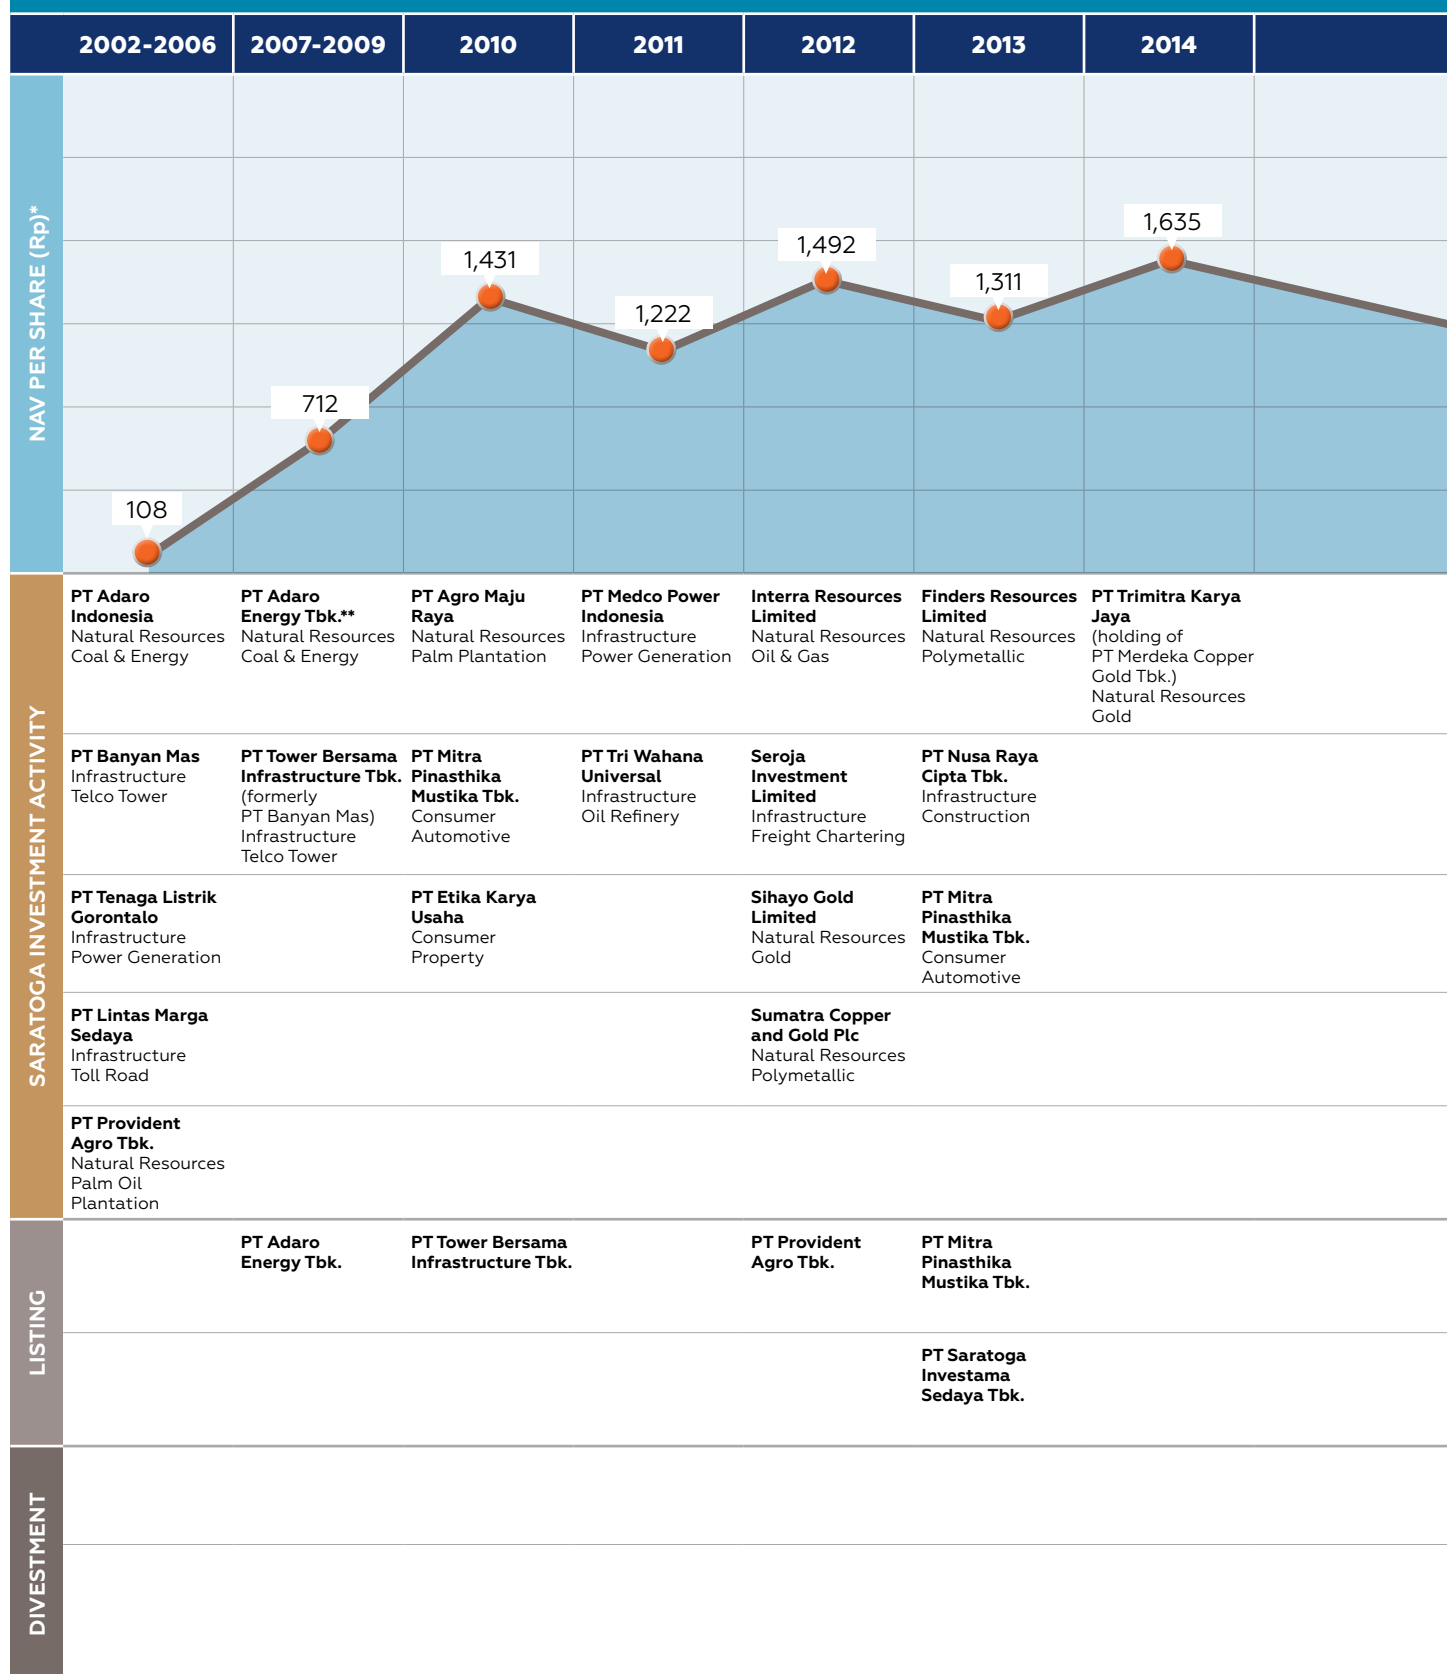 2002-2006
2007-2009
2010
2011
2012
2013
2014
NAV PER SHARE (Rp)*
108
712
1,431
1,222
1,492
1,311
1,635
SARATOGA INVESTMENT ACTIVITY
PT Adaro
Indonesia
Natural Resources
Coal & Energy
PT Adaro
Energy Tbk.**
Natural Resources
Coal & Energy
PT Agro Maju
Raya
Natural Resources
Palm Plantation
PT Medco Power
Indonesia
Infrastructure
Power Generation
Interra Resources
Limited
Natural Resources
Oil & Gas
Finders Resources
Limited
Natural Resources
Polymetallic
PT Trimitra Karya
Jaya
(holding of
PT Merdeka Copper
Gold Tbk.)
Natural Resources
Gold
PT Banyan Mas
Infrastructure
Telco Tower
PT Tower Bersama
Infrastructure Tbk.
(formerly
PT Banyan Mas)
Infrastructure
Telco Tower
PT Mitra
Pinasthika
Mustika Tbk.
Consumer
Automotive
PT Tri Wahana
Universal
Infrastructure
Oil Refinery
Seroja
Investment
Limited
Infrastructure
Freight Chartering
PT Nusa Raya
Cipta Tbk.
Infrastructure
Construction
PT Tenaga Listrik
Gorontalo
Infrastructure
Power Generation
PT Etika Karya
Usaha
Consumer
Property
Sihayo Gold
Limited
Natural Resources
Gold
PT Mitra
Pinasthika
Mustika Tbk.
Consumer
Automotive
PT Lintas Marga
Sedaya
Infrastructure
Toll Road
Sumatra Copper
and Gold Plc
Natural Resources
Polymetallic
PT Provident
Agro Tbk.
Natural Resources
Palm Oil
Plantation
LISTING
PT Adaro
Energy Tbk.
PT Tower Bersama
Infrastructure Tbk.
PT Provident
Agro Tbk.
PT Mitra
Pinasthika
Mustika Tbk.
PT Saratoga
Investama
Sedaya Tbk.
DIVESTMENT